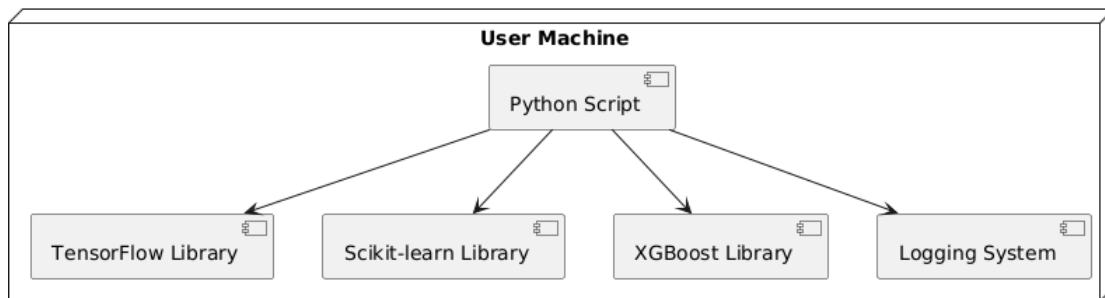 User Machine
Python Script
TensorFlow Library
Scikit-learn Library
XGBoost Library
Logging System